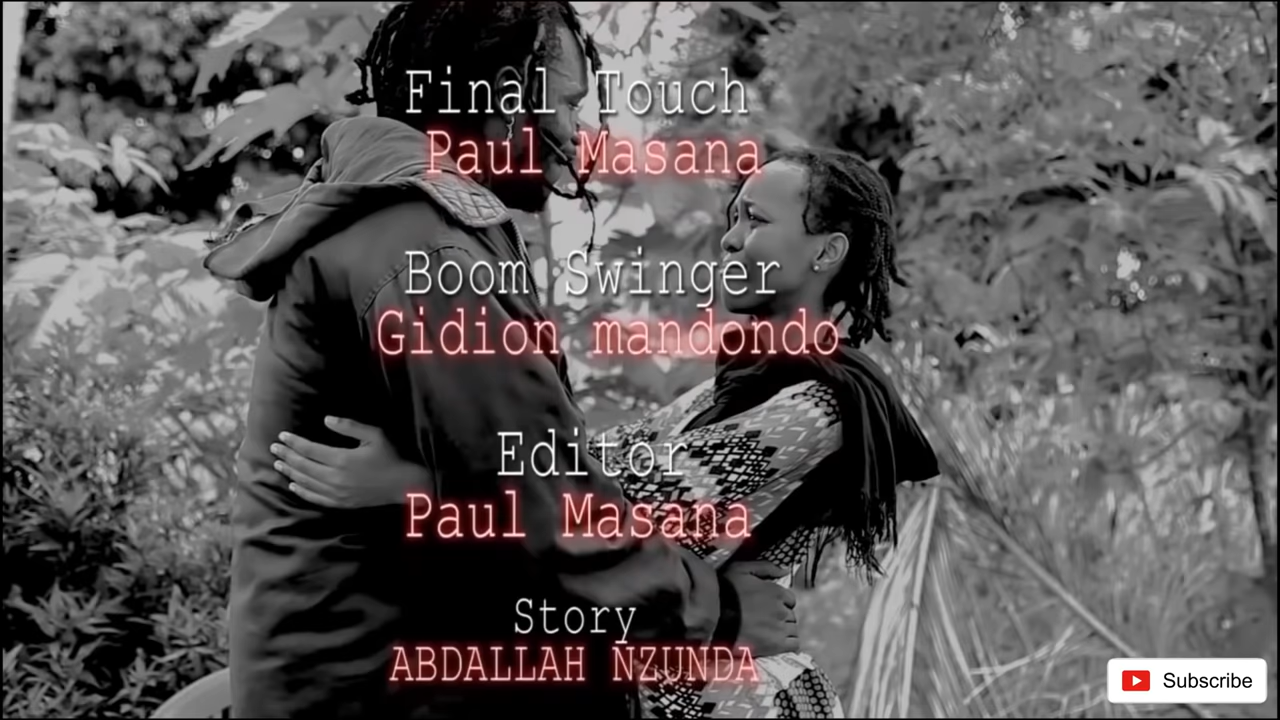 Final Touch
Paul Masana
Boom Swinger
Gidion mandondo
Editor
Paul Masana
Story
ABDALLAH NZUNDA
Subscribe